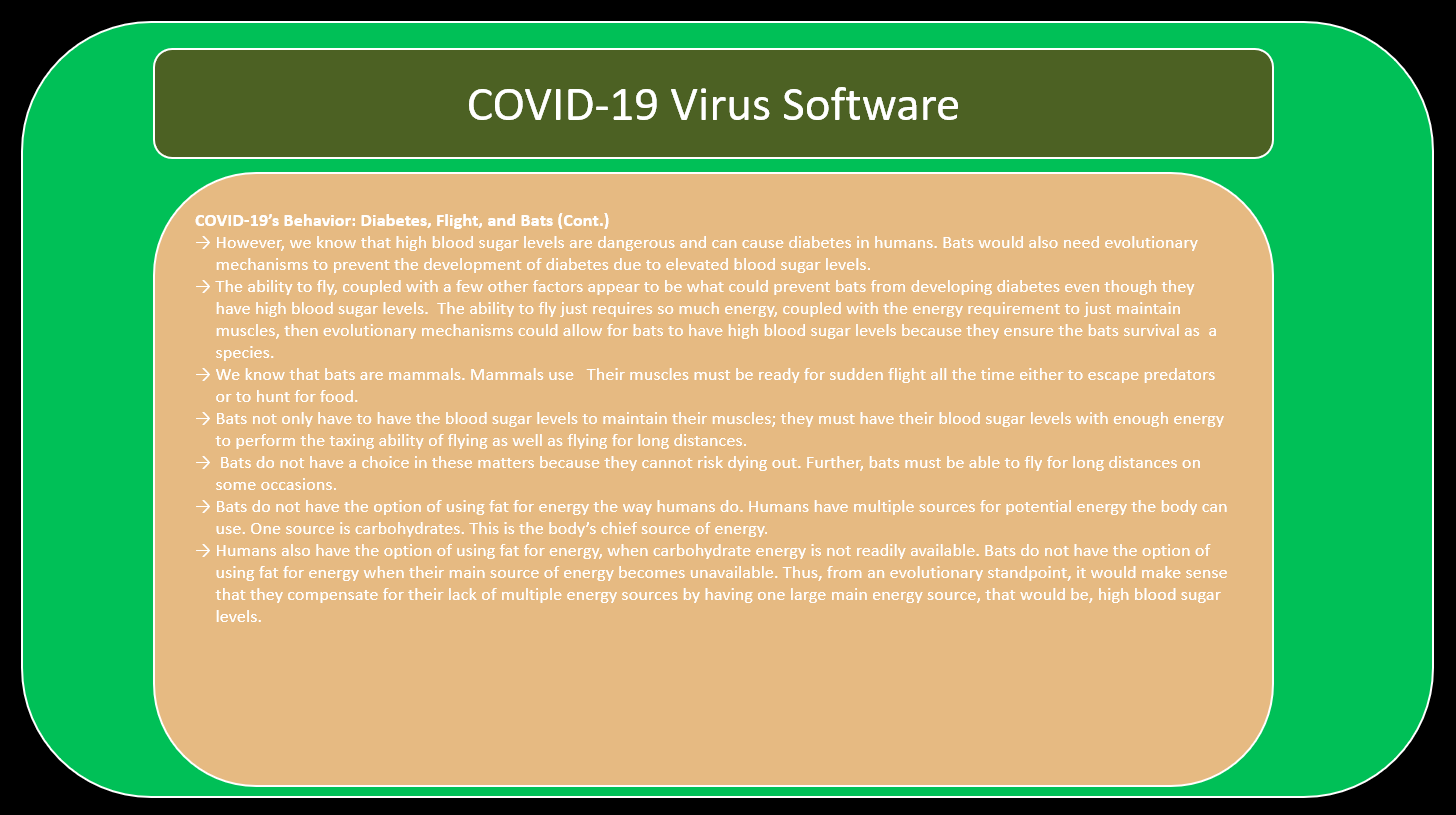 COVID-19 Virus Software
COVID-19’s Behavior: Diabetes, Flight, and Bats (Cont.)
→ However, we know that high blood sugar levels are dangerous and can cause diabetes in humans. Bats would also need evolutionary
mechanisms to prevent the development of diabetes due to elevated blood sugar levels.
→ The ability to fly, coupled with a few other factors appear to be what could prevent bats from developing diabetes even though they
have high blood sugar levels.  The ability to fly just requires so much energy, coupled with the energy requirement to just maintain
muscles, then evolutionary mechanisms could allow for bats to have high blood sugar levels because they ensure the bats survival as  a
species.
→ We know that bats are mammals. Mammals use   Their muscles must be ready for sudden flight all the time either to escape predators
or to hunt for food.
→ Bats not only have to have the blood sugar levels to maintain their muscles; they must have their blood sugar levels with enough energy
to perform the taxing ability of flying as well as flying for long distances.
→  Bats do not have a choice in these matters because they cannot risk dying out. Further, bats must be able to fly for long distances on
some occasions.
→ Bats do not have the option of using fat for energy the way humans do. Humans have multiple sources for potential energy the body can
use. One source is carbohydrates. This is the body’s chief source of energy.
→ Humans also have the option of using fat for energy, when carbohydrate energy is not readily available. Bats do not have the option of
using fat for energy when their main source of energy becomes unavailable. Thus, from an evolutionary standpoint, it would make sense
that they compensate for their lack of multiple energy sources by having one large main energy source, that would be, high blood sugar
levels.